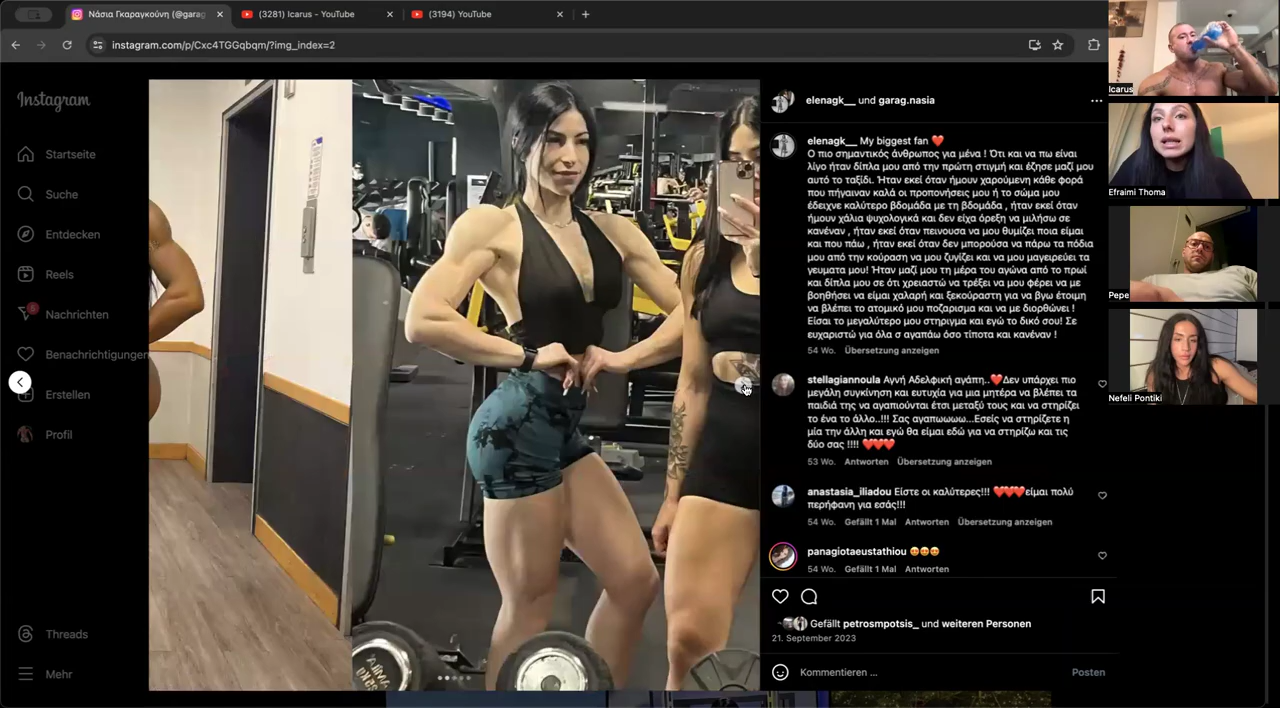 Νάσια Γκαραγκούνη (@garag
(3281) Icarus - YouTube
(3194) YouTube
instagram.com/p/Cxc4TGGqbqm/?img_index=2
Instagram
Startseite
Suche
Entdecken
Reels
6
Nachrichten
Benachrichtigungen
Erstellen
Profil
Threads
Mehr
elenagk__ und garag.nasia
elenagk__ My biggest fan ❤️
Ο πιο σημαντικός άνθρωπος για μένα ! Ότι και να πω είναι
λίγο ήταν δίπλα μου από την πρώτη στιγμή και έζησε μαζί μου
αυτό το ταξίδι. Ήταν εκεί όταν ήμουν χαρούμενη κάθε φορά
που πήγαιναν καλά οι προπονήσεις μου ή το σώμα μου
έδειχνε καλύτερο βδομάδα με τη βδομάδα , ήταν εκεί όταν
ήμουν χάλια ψυχολογικά και δεν είχα όρεξη να μιλήσω σε
κανέναν , ήταν εκεί όταν πεινουσα να μου θυμίζει ποια είμαι
και που πάω , ήταν εκεί όταν δεν μπορούσα να πάρω τα πόδια
μου από την κούραση να μου ζυγίζει και να μου μαγειρεύει τα
γευματα μου! Ήταν μαζί μου τη μέρα του αγώνα από το πρωί
και δίπλα μου σε ότι χρειαστώ να τρέξει να μου φέρει να με
βοηθήσει να είμαι χαλαρή και ξεκούραστη για να βγω έτοιμη
να βλέπει το ατομικό μου ποζαρισμα και να με διορθώνει !
Είσαι το μεγαλύτερο μου στηριγμα και εγώ το δικό σου! Σε
ευχαριστώ για όλα σ αγαπάω όσο τίποτα και κανέναν !
54 Wo. Übersetzung anzeigen
stellagiannoula Αγνή Αδελφική αγάπη..❤️Δεν υπάρχει πιο
μεγάλη συγκίνηση και ευτυχία για μια μητέρα να βλέπει τα
παιδιά της να αγαπιούνται έτσι μεταξύ τους και να στηρίζει
το ένα το άλλο..!!! Σας αγαπωωωω...Εσείς να στηρίζετε η
μία την άλλη και εγώ θα είμαι εδώ για να στηρίξω και τις
δύο σας !!!! ❤️❤️❤️
53 Wo. Antworten Übersetzung anzeigen
anastasia_iliadou Είστε οι καλύτερες!!! ❤️❤️❤️είμαι πολύ
περήφανη για εσάς!!!
54 Wo. Gefällt 1 Mal Antworten Übersetzung anzeigen
panagiotaeustathiou 😍😍😍
54 Wo. Gefällt 1 Mal Antworten
Gefällt petrosmpotsis_ und weiteren Personen
21. September 2023
Kommentieren ...
Posten
Icarus
Efraimi Thoma
Pepe
Nefeli Pontiki